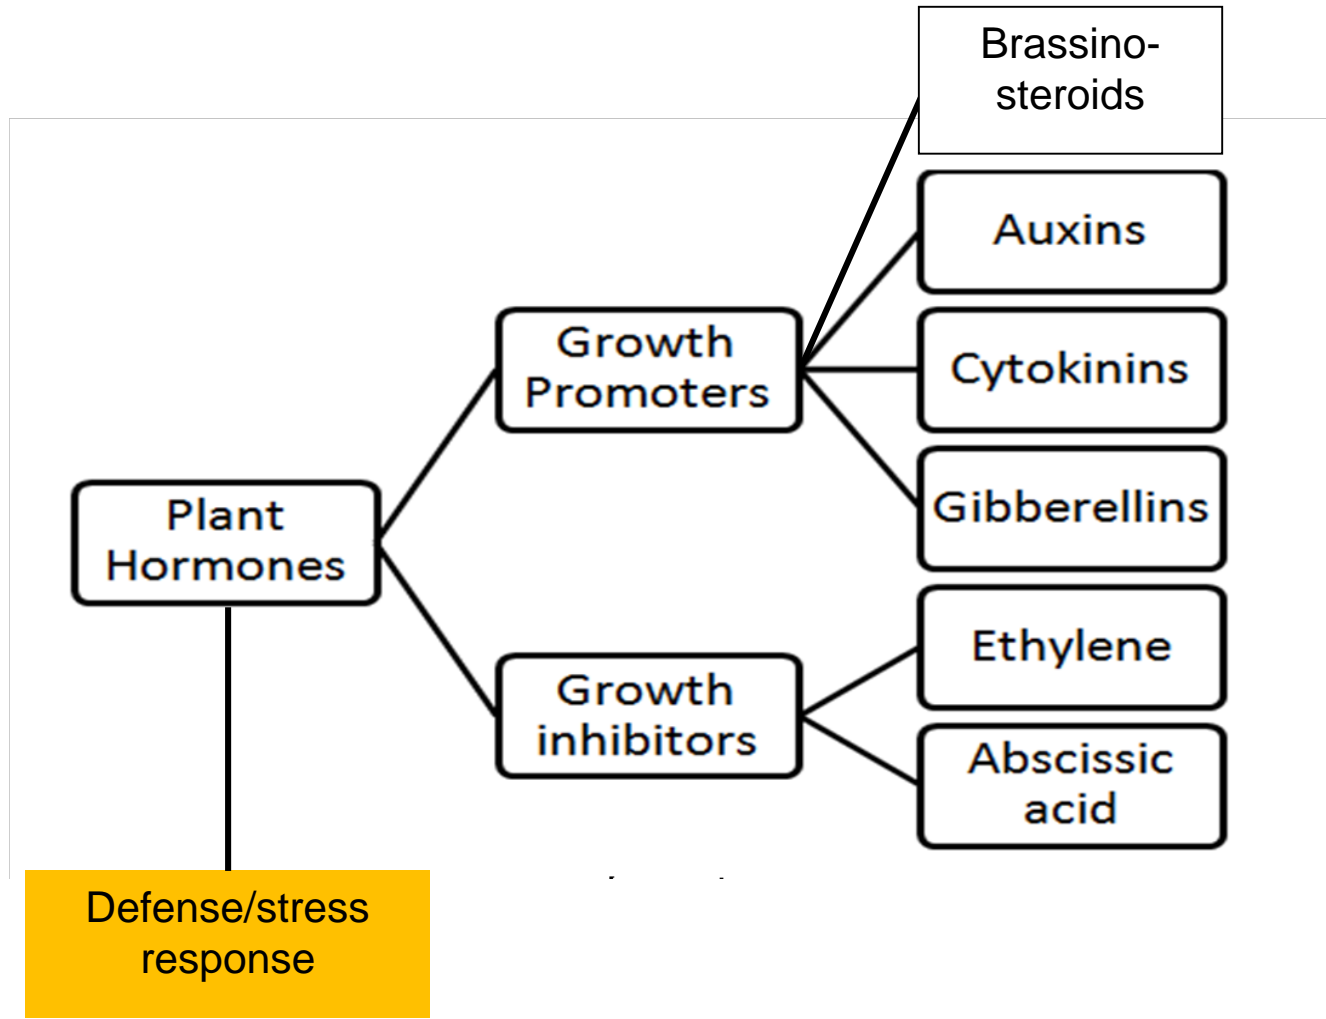 Brassino-
steroids
Auxins
Growth
Promoters
Cytokinins
Plant
Hormones
Gibberellins
Growth
inhibitors
Ethylene
Abscissic
acid
Defense/stress
response